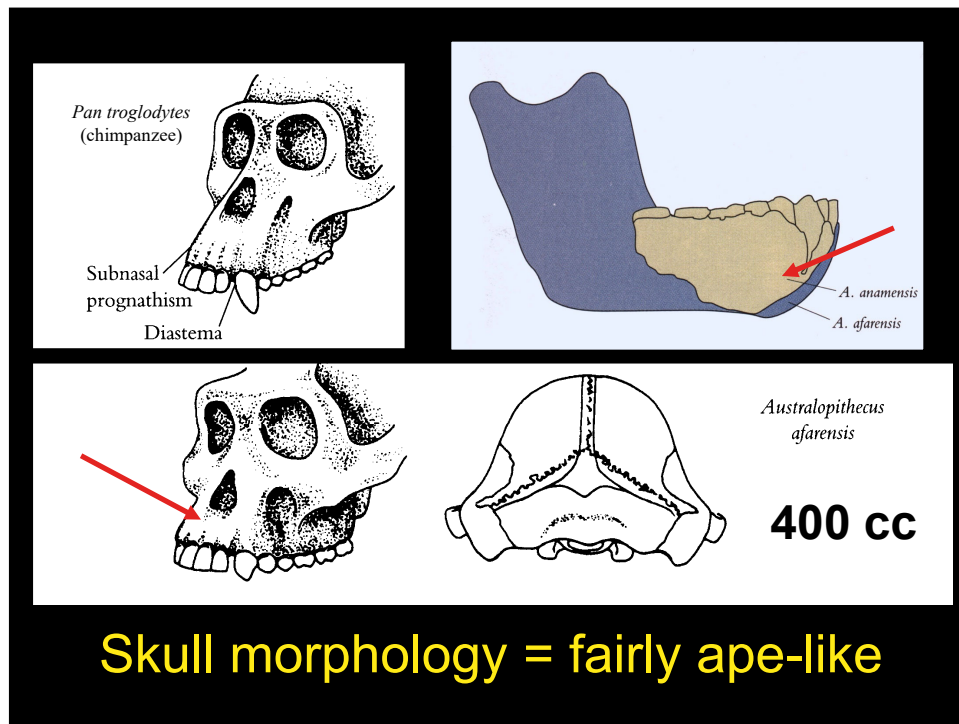 Pan troglodytes
(chimpanzee)
Subnasal
prognathism
Diastema
A. anamensis
A. afarensis
Australopithecus
afarensis
400 cc
Skull morphology = fairly ape-like